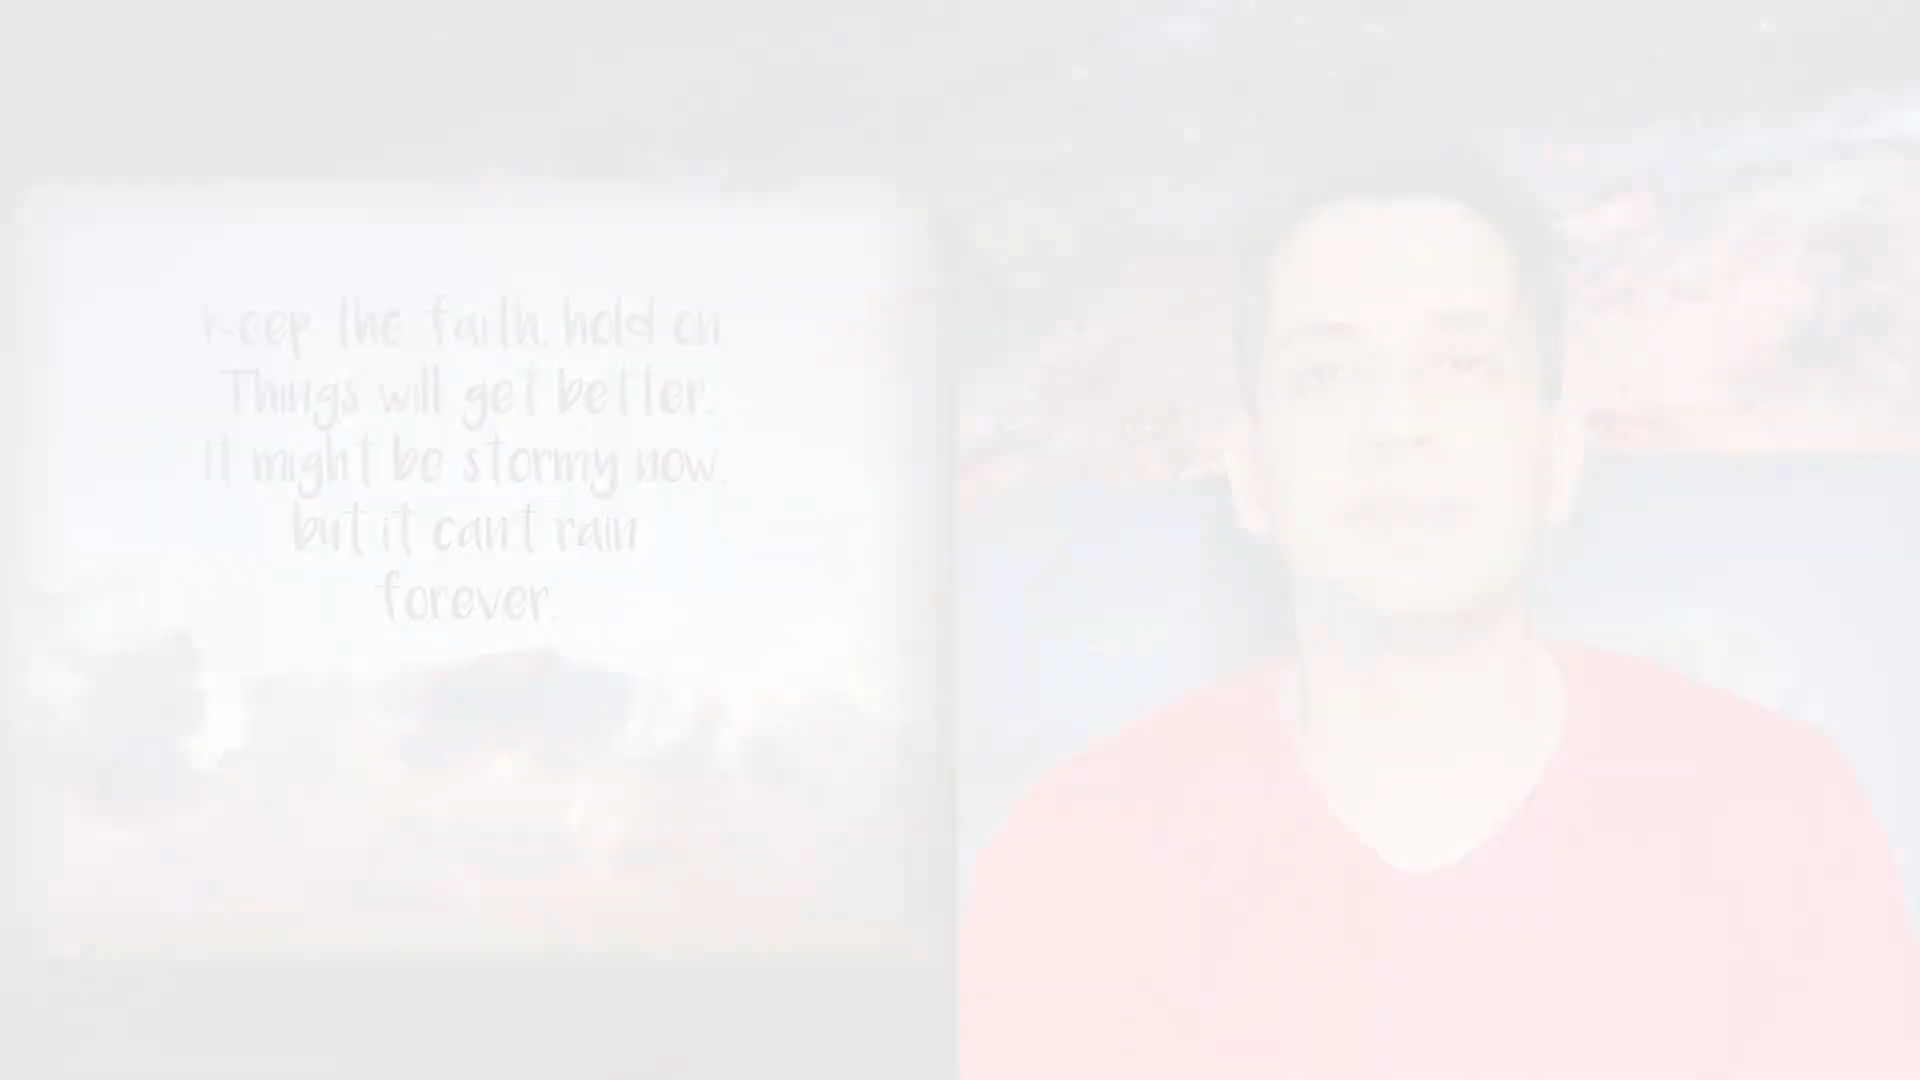 Keep the faith, hold on.
Things will get better.
It might be stormy now,
but it can't rain
forever.